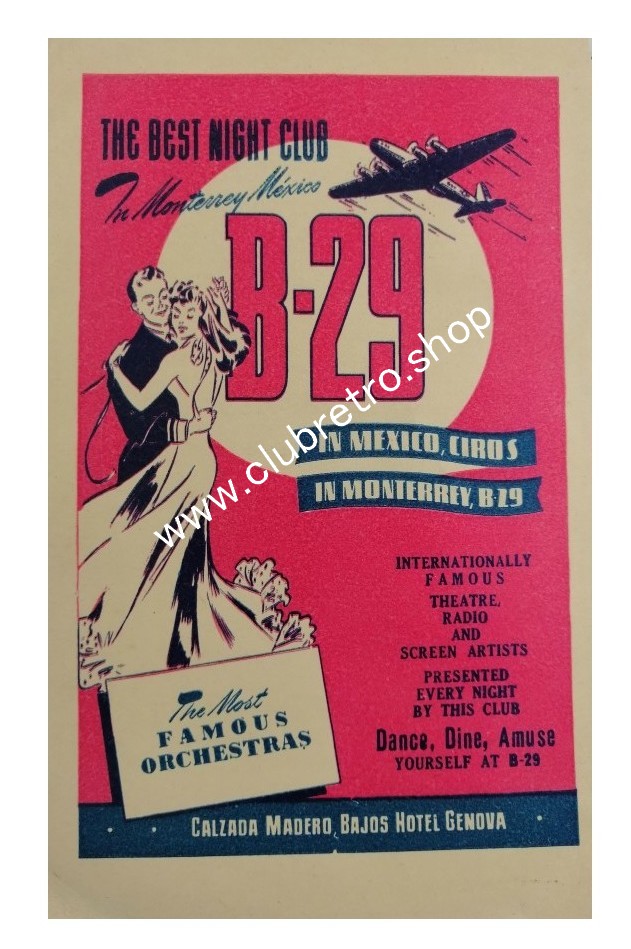 THE BEST NIGHT CLUB
In Monterrey México
B-29
IN MEXICO, CIRO'S
IN MONTERREY, B-29
INTERNATIONALLY
FAMOUS
THEATRE,
RADIO
AND
SCREEN ARTISTS
PRESENTED
EVERY NIGHT
BY THIS CLUB
Dance, Dine, Amuse
YOURSELF AT B-29
The Most
FAMOUS
ORCHESTRAS
CALZADA MADERO, BAJOS HOTEL GENOVA
www.clubretro.shop